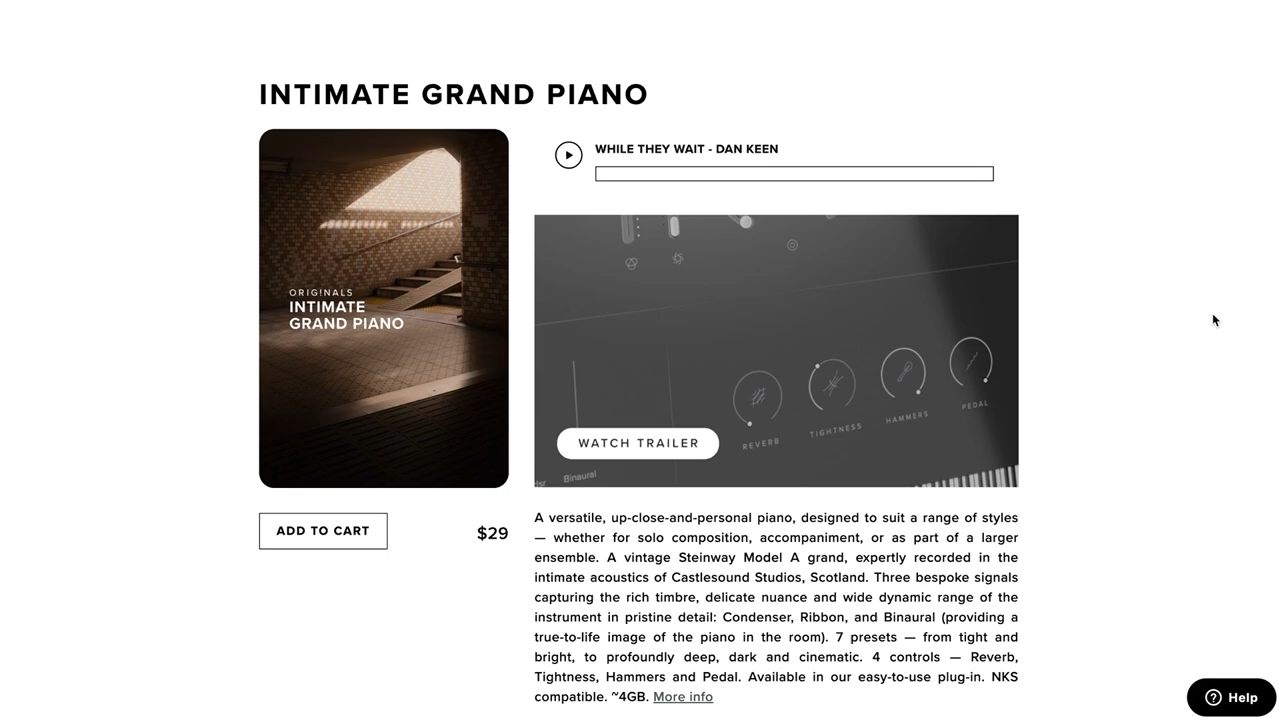 INTIMATE GRAND PIANO
ORIGINALS
INTIMATE
GRAND PIANO
WHILE THEY WAIT - DAN KEEN
REVERB
TIGHTNESS
HAMMERS
PEDAL
WATCH TRAILER
Binaural
ADD TO CART
$29
A versatile, up-close-and-personal piano, designed to suit a range of styles
— whether for solo composition, accompaniment, or as part of a larger
ensemble. A vintage Steinway Model A grand, expertly recorded in the
intimate acoustics of Castlesound Studios, Scotland. Three bespoke signals
capturing the rich timbre, delicate nuance and wide dynamic range of the
instrument in pristine detail: Condenser, Ribbon, and Binaural (providing a
true-to-life image of the piano in the room). 7 presets — from tight and
bright, to profoundly deep, dark and cinematic. 4 controls — Reverb,
Tightness, Hammers and Pedal. Available in our easy-to-use plug-in. NKS
compatible. ~4GB. More info
Help